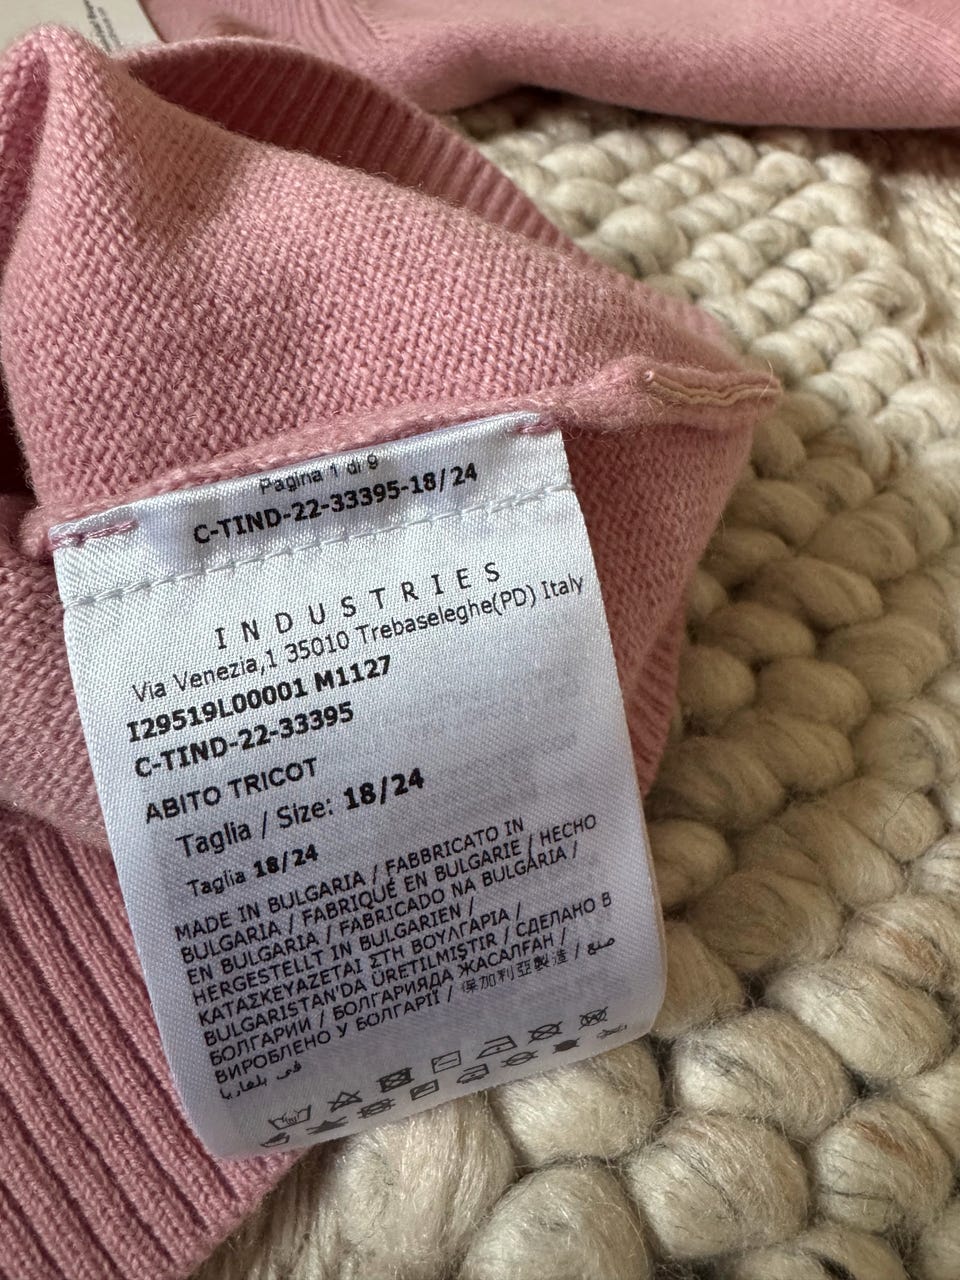 Pagina 1 di 9
C-TIND-22-33395-18/24
INDUSTRIES
Via Venezia,1 35010 Trebaseleghe(PD) Italy
I29519L00001 M1127
C-TIND-22-33395
ABITO TRICOT
Taglia / Size: 18/24
Taglia 18/24
MADE IN BULGARIA / FABBRICATO IN
BULGARIA / FABRIQUÉ EN BULGARIE / HECHO
EN BULGARIA / FABRICADO NA BULGÁRIA /
HERGESTELLT IN BULGARIEN /
ΚΑΤΑΣΚΕΥΑΖΕΤΑΙ ΣΤΗ ΒΟΥΛΓΑΡΙΑ /
BULGARISTAN'DA ÜRETİLMİŞTİR / СДЕЛАНО В
БОЛГАРИИ / БОЛГАРИЯДА ЖАСАЛҒАН /
ВИРОБЛЕНО У БОЛГАРІЇ / 保加利亞製造 / صنع
في بلغاريا